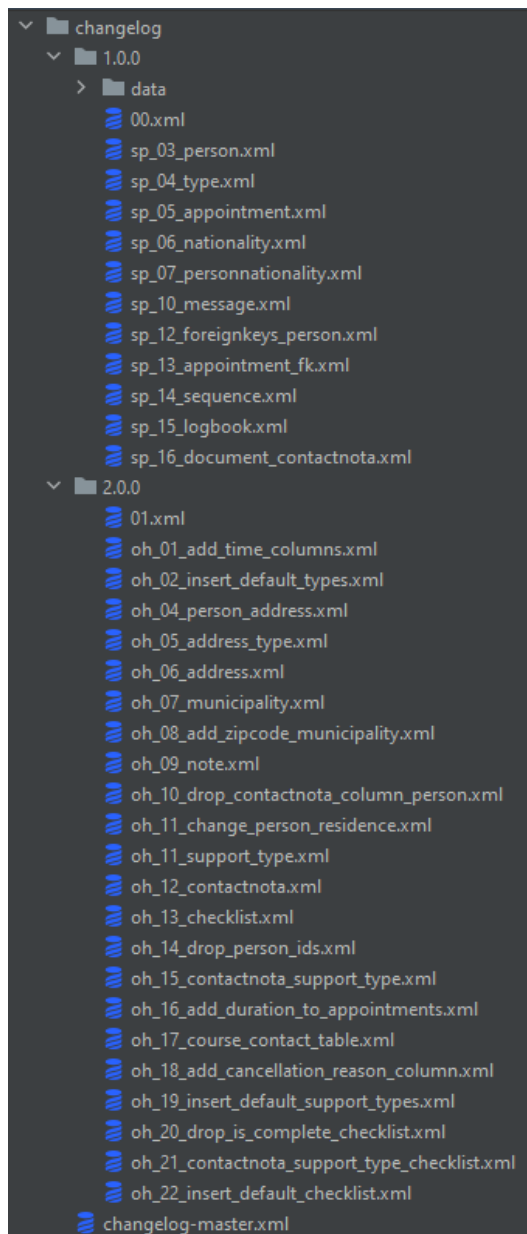 changelog
1.0.0
data
00.xml
sp_03_person.xml
sp_04_type.xml
sp_05_appointment.xml
sp_06_nationality.xml
sp_07_personnationality.xml
sp_10_message.xml
sp_12_foreignkeys_person.xml
sp_13_appointment_fk.xml
sp_14_sequence.xml
sp_15_logbook.xml
sp_16_document_contactnota.xml
2.0.0
01.xml
oh_01_add_time_columns.xml
oh_02_insert_default_types.xml
oh_04_person_address.xml
oh_05_address_type.xml
oh_06_address.xml
oh_07_municipality.xml
oh_08_add_zipcode_municipality.xml
oh_09_note.xml
oh_10_drop_contactnota_column_person.xml
oh_11_change_person_residence.xml
oh_11_support_type.xml
oh_12_contactnota.xml
oh_13_checklist.xml
oh_14_drop_person_ids.xml
oh_15_contactnota_support_type.xml
oh_16_add_duration_to_appointments.xml
oh_17_course_contact_table.xml
oh_18_add_cancellation_reason_column.xml
oh_19_insert_default_support_types.xml
oh_20_drop_is_complete_checklist.xml
oh_21_contactnota_support_type_checklist.xml
oh_22_insert_default_checklist.xml
changelog-master.xml